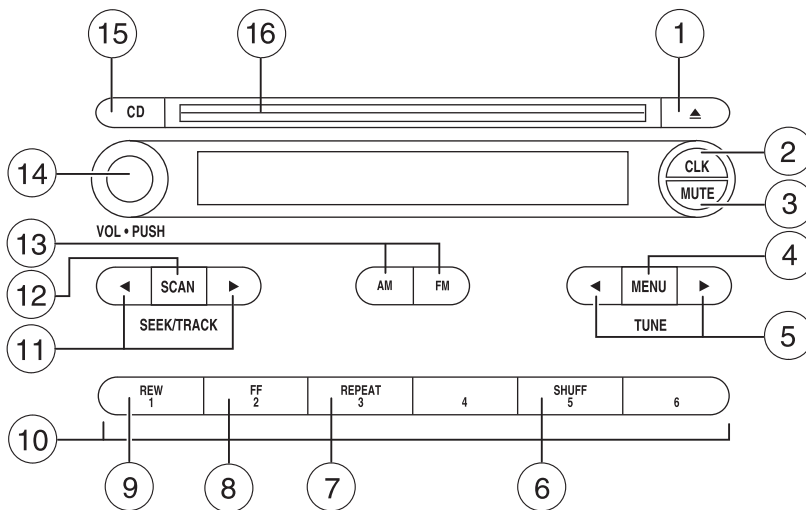 15 16 1
CD
2
CLK
14
MUTE
3
VOL • PUSH
13
4
AM FM
12
SCAN MENU
11
SEEK/TRACK TUNE
5
REW FF REPEAT SHUFF
1 2 3 4 5 6
10
9 8 7 6